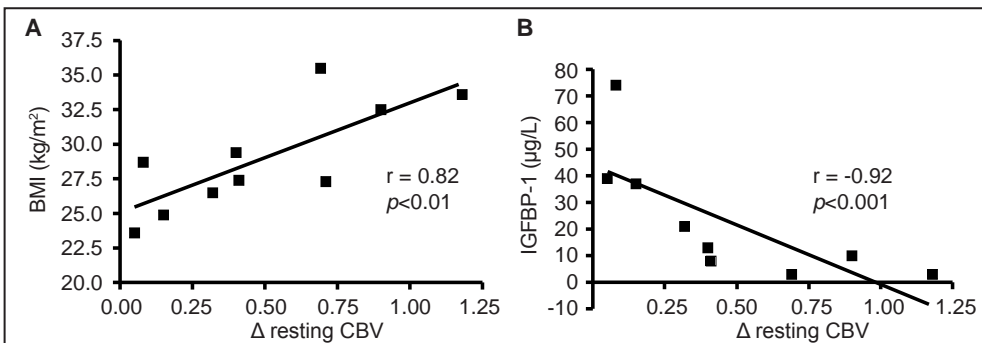 A
BMI (kg/m²)
37.5
35.0
32.5
30.0
27.5
25.0
22.5
20.0
r = 0.82
p<0.01
0.00 0.25 0.50 0.75 1.00 1.25
Δ resting CBV
B
IGFBP-1 (µg/L)
80
70
60
50
40
30
20
10
0
-10
r = -0.92
p<0.001
0.25 0.50 0.75 1.00 1.25
Δ resting CBV